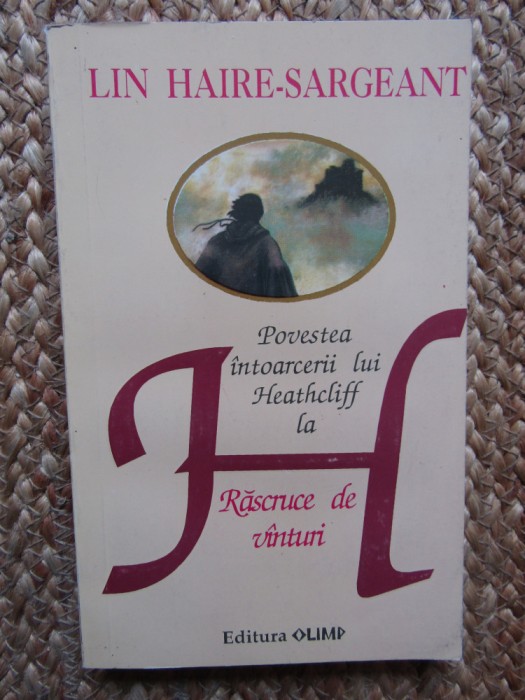 LIN HAIRE-SARGEANT
Povestea
întoarcerii lui
Heathcliff
la
H
Răscruce de
vînturi
Editura OLIMP